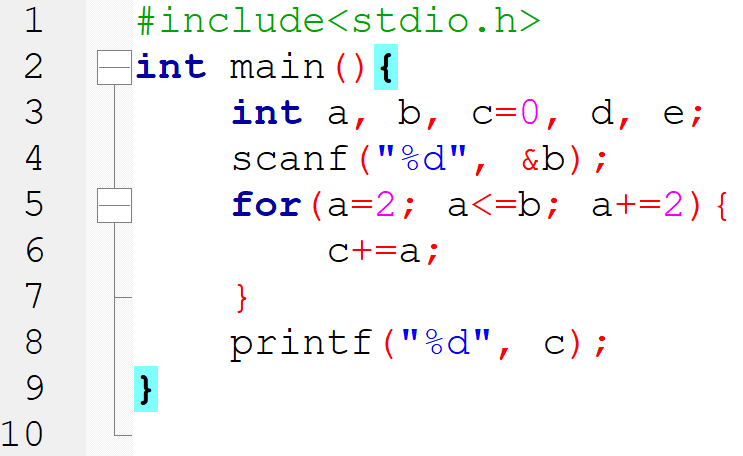 1 #include<stdio.h>
2 int main(){
3 int a, b, c=0, d, e;
4 scanf("%d", &b);
5 for(a=2; a<=b; a+=2){
6 c+=a;
7 }
8 printf("%d", c);
9 }
10